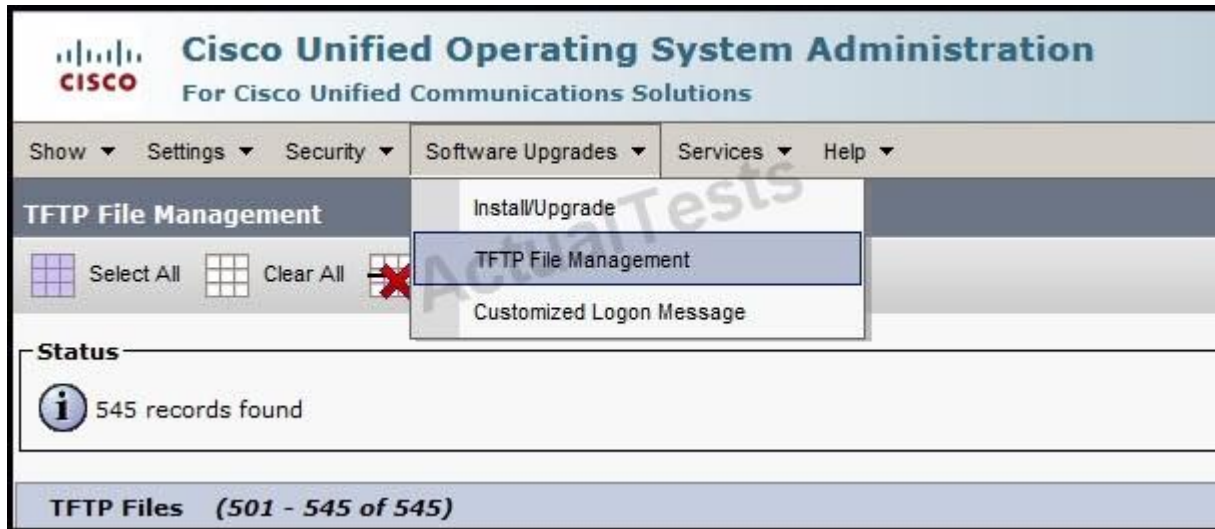 Cisco Unified Operating System Administration
CISCO
For Cisco Unified Communications Solutions
Show Settings Security Software Upgrades Services Help
TFTP File Management
Install/Upgrade
Select All Clear All
TFTP File Management
Customized Logon Message
ActualTests
Status
545 records found
TFTP Files (501 - 545 of 545)